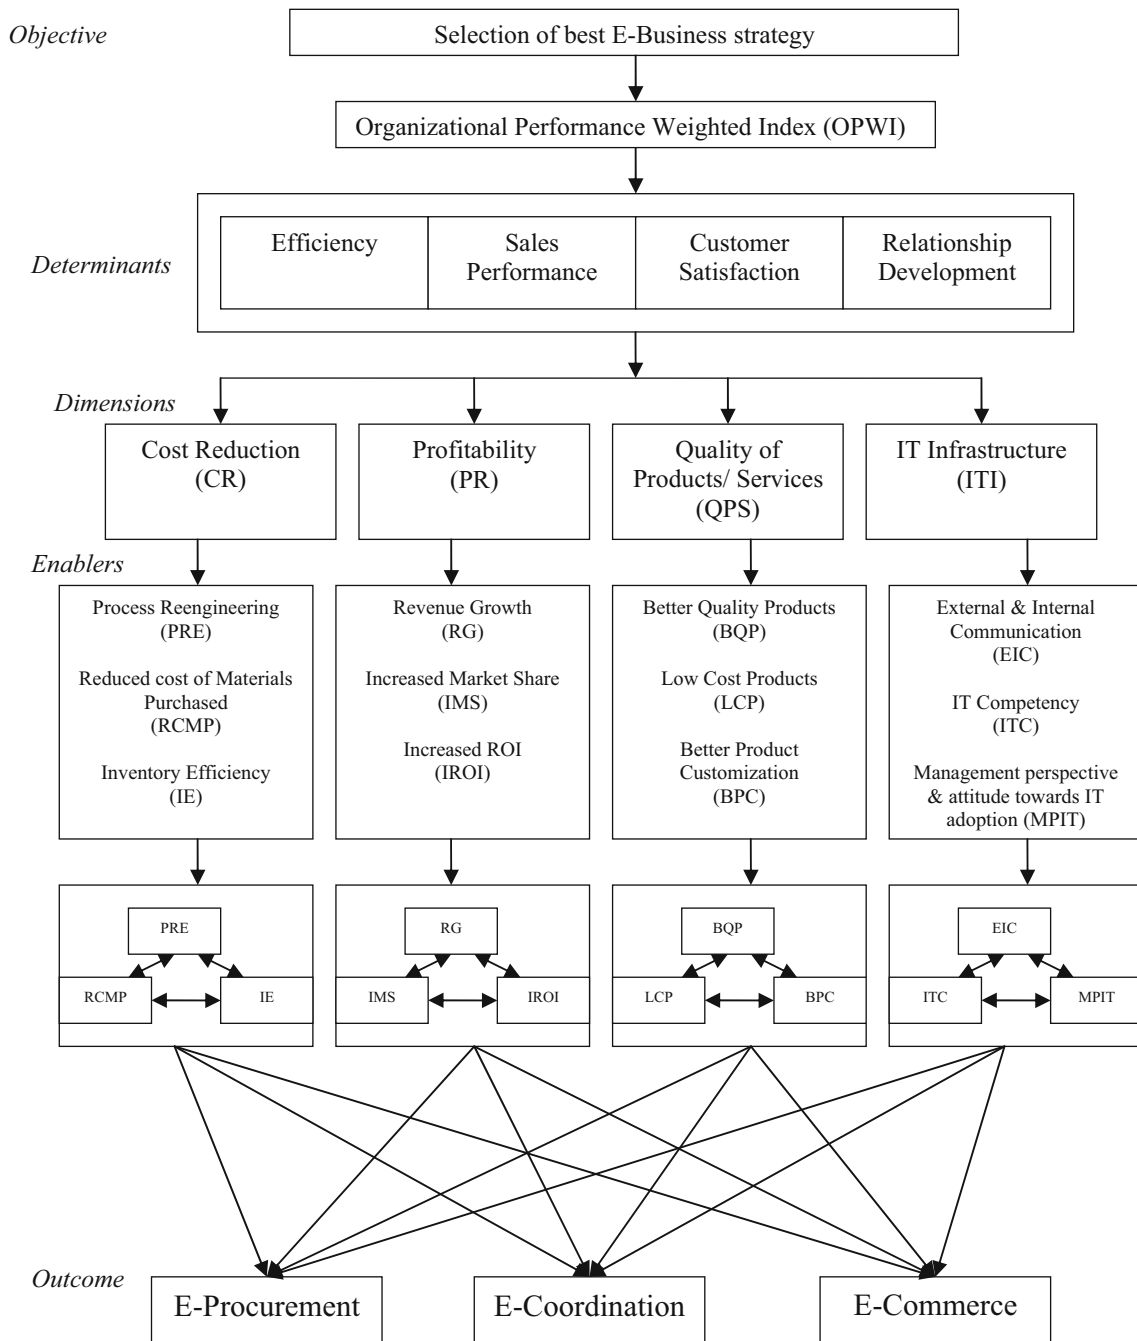 Objective
Selection of best E-Business strategy
Organizational Performance Weighted Index (OPWI)
Determinants
Efficiency
Sales
Performance
Customer
Satisfaction
Relationship
Development
Dimensions
Cost Reduction
(CR)
Profitability
(PR)
Quality of
Products/ Services
(QPS)
IT Infrastructure
(ITI)
Enablers
Process Reengineering
(PRE)
Reduced cost of Materials
Purchased
(RCMP)
Inventory Efficiency
(IE)
Revenue Growth
(RG)
Increased Market Share
(IMS)
Increased ROI
(IROI)
Better Quality Products
(BQP)
Low Cost Products
(LCP)
Better Product
Customization
(BPC)
External & Internal
Communication
(EIC)
IT Competency
(ITC)
Management perspective
& attitude towards IT
adoption (MPIT)
PRE
RCMP
IE
RG
IMS
IROI
BQP
LCP
BPC
EIC
ITC
MPIT
Outcome
E-Procurement
E-Coordination
E-Commerce